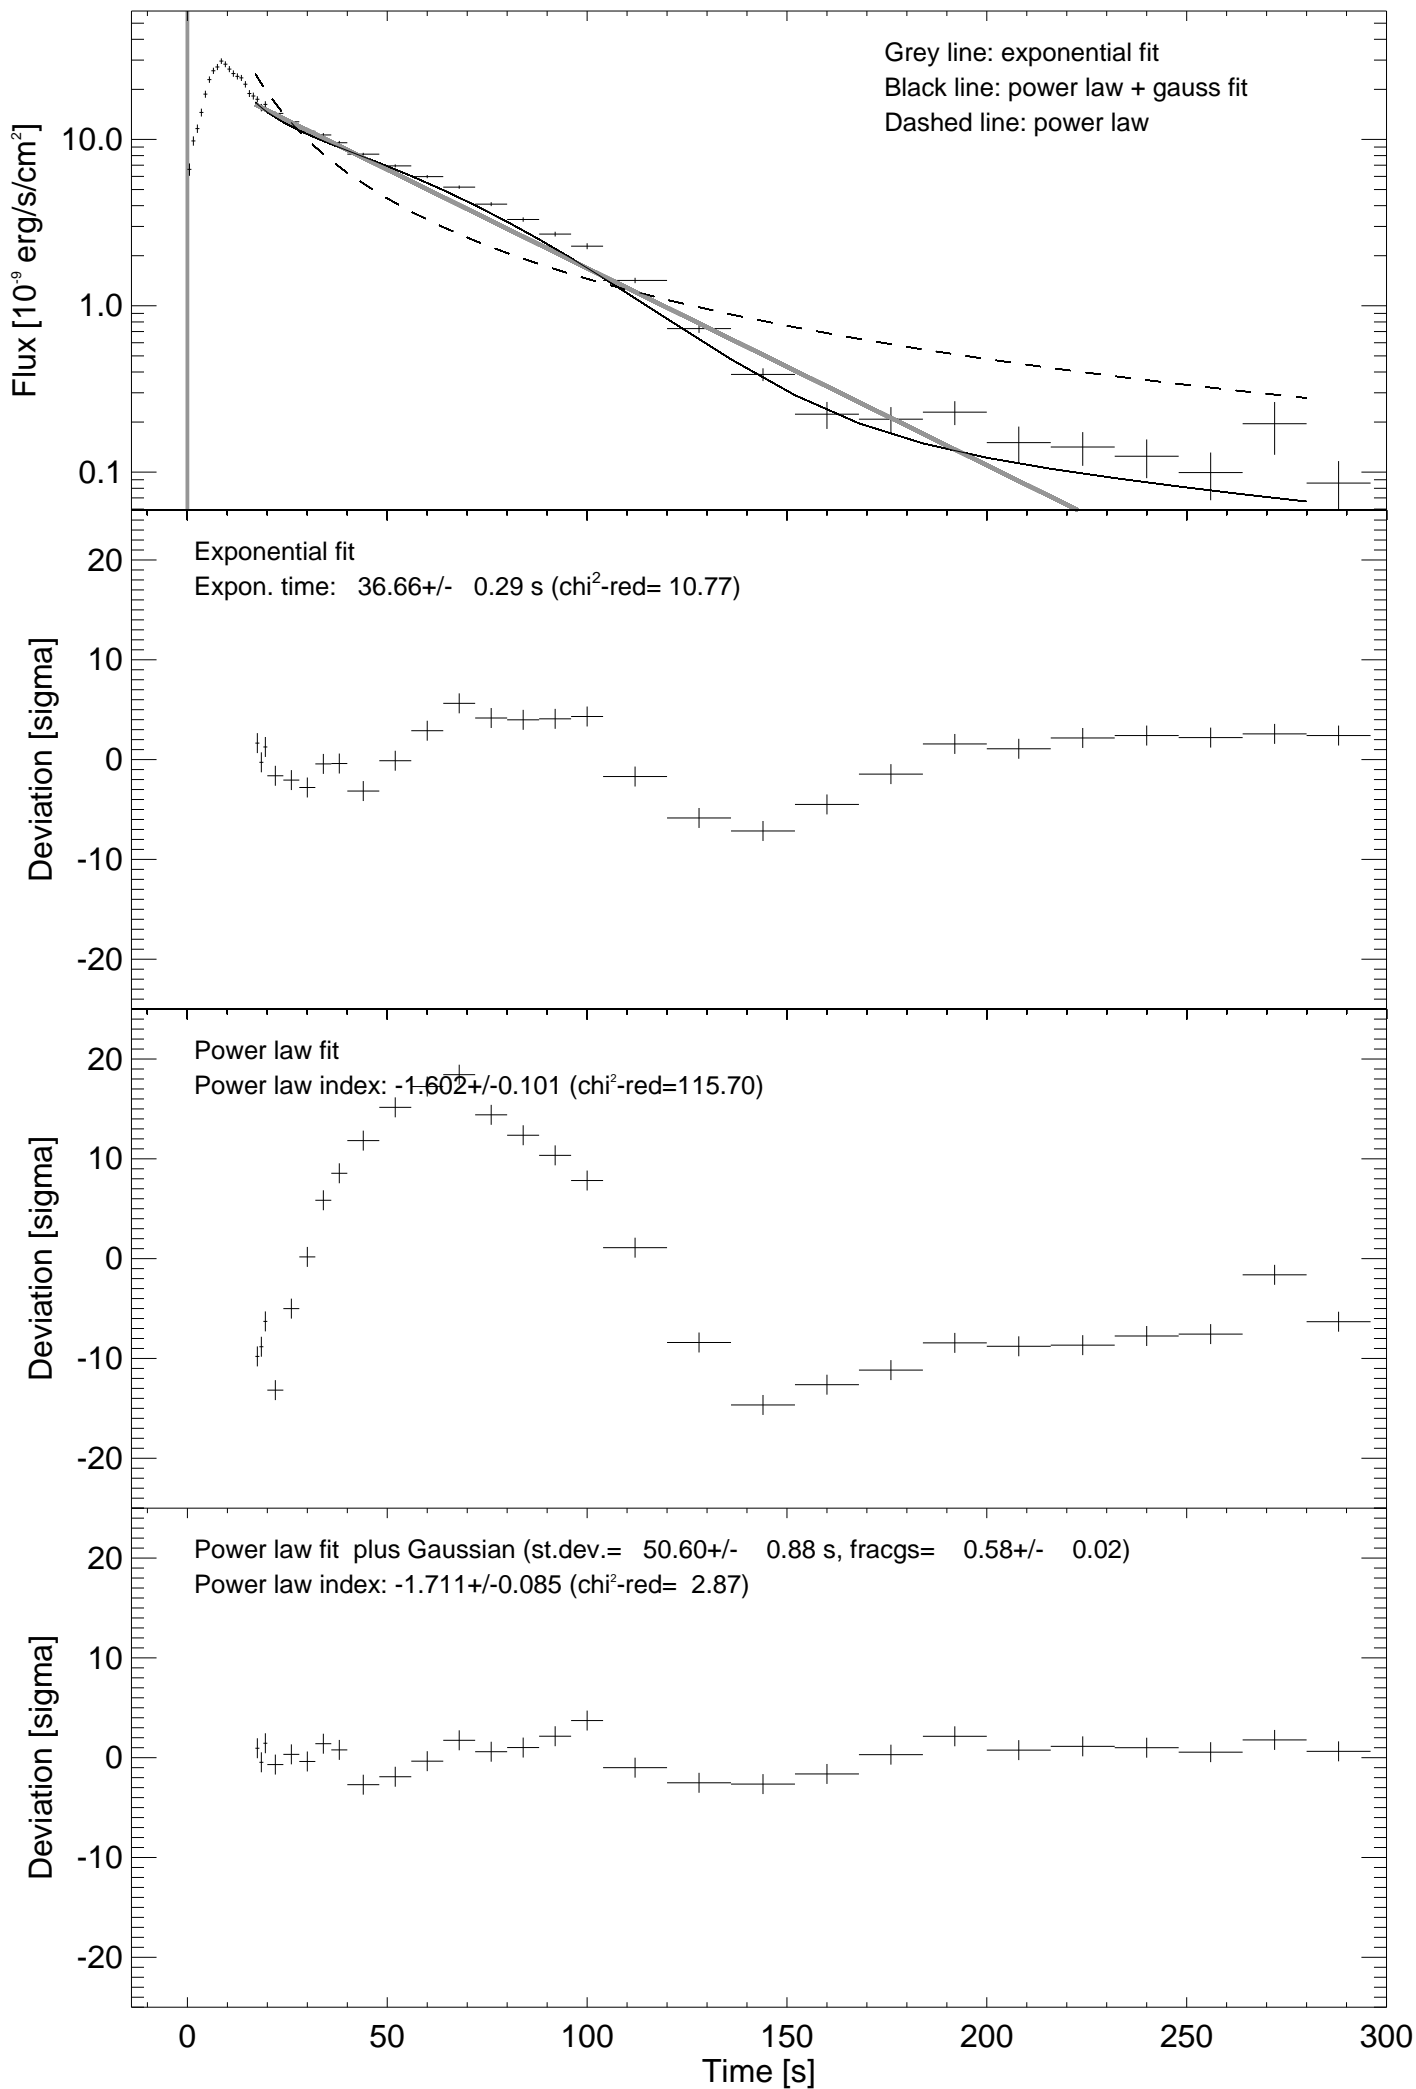 Grey line: exponential fit
Black line: power law + gauss fit
Dashed line: power law
Flux [10⁻⁹ erg/s/cm²]
10.0
1.0
0.1
Exponential fit
Expon. time: 36.66+/- 0.29 s (chi²-red= 10.77)
Deviation [sigma]
20
10
0
-10
-20
Power law fit
Power law index: -1.602+/-0.101 (chi²-red=115.70)
Deviation [sigma]
20
10
0
-10
-20
Power law fit plus Gaussian (st.dev.= 50.60+/- 0.88 s, fracgs= 0.58+/- 0.02)
Power law index: -1.711+/-0.085 (chi²-red= 2.87)
Deviation [sigma]
20
10
0
-10
-20
0 50 100 150 200 250 300
Time [s]